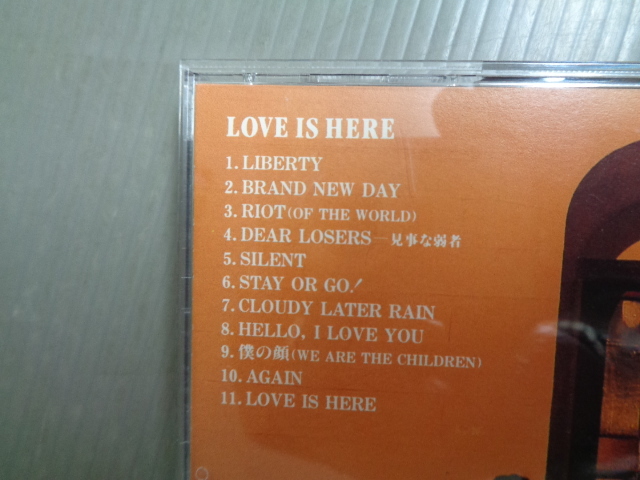 LOVE IS HERE
1. LIBERTY
2. BRAND NEW DAY
3. RIOT(OF THE WORLD)
4. DEAR LOSERS—見事な弱者
5. SILENT
6. STAY OR GO!
7. CLOUDY LATER RAIN
8. HELLO, I LOVE YOU
9. 僕の顔(WE ARE THE CHILDREN)
10. AGAIN
11. LOVE IS HERE